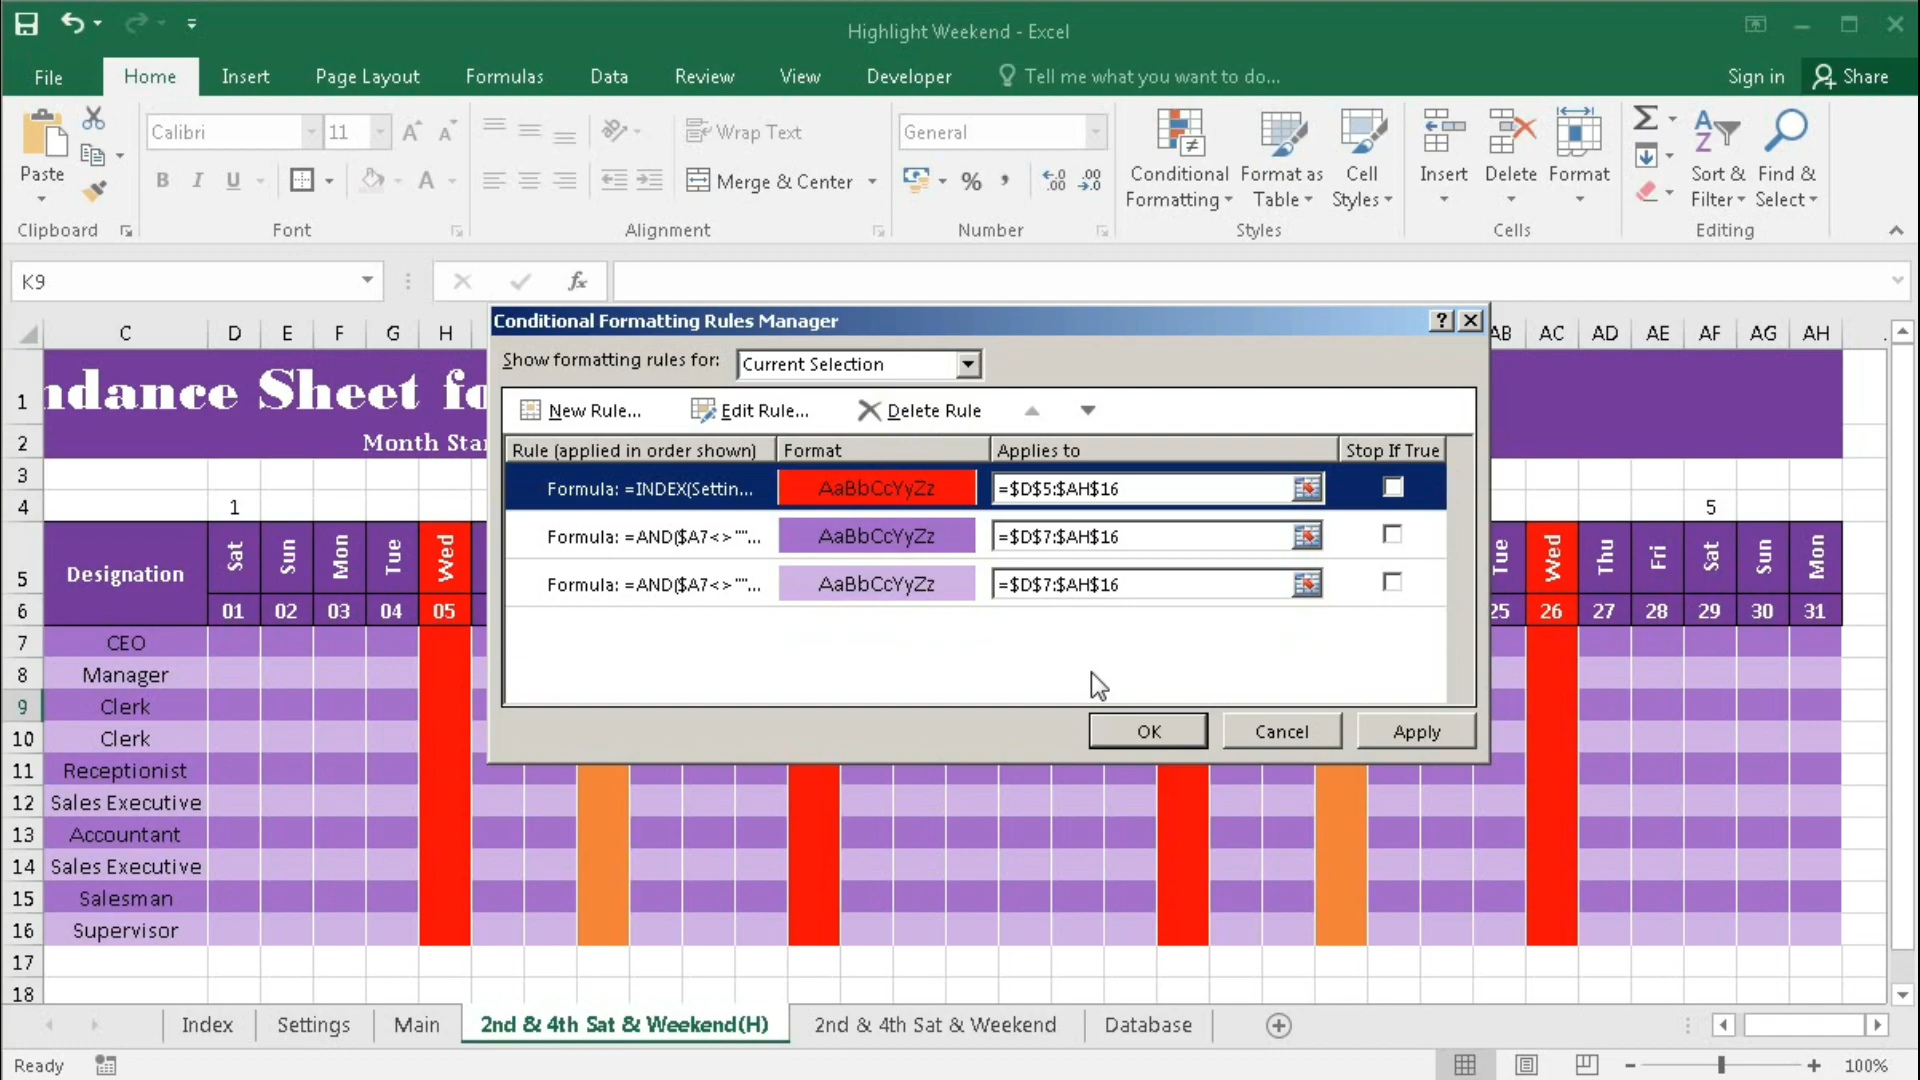 Highlight Weekend - Excel
File Home Insert Page Layout Formulas Data Review View Developer Tell me what you want to do... Sign in Share
Calibri 11 Wrap Text General
Paste B I U A Merge & Center % , Conditional Formatting Format as Table Cell Styles Insert Delete Format Sort & Filter Find & Select
Clipboard Font Alignment Number Styles Cells Editing
K9 fx
Conditional Formatting Rules Manager
Show formatting rules for: Current Selection
New Rule... Edit Rule... Delete Rule
Rule (applied in order shown) Format Applies to Stop If True
Formula: =INDEX(Settin... AaBbCcYyZz =$D$5:$AH$16
Formula: =AND($A7<>""... AaBbCcYyZz =$D$7:$AH$16
Formula: =AND($A7<>""... AaBbCcYyZz =$D$7:$AH$16
OK Cancel Apply
C D E F G H AB AC AD AE AF AG AH
1 ndance Sheet fo
2 Month Star
3
4 1 5
5 Designation Sat Sun Mon Tue Wed Tue Wed Thu Fri Sat Sun Mon
6 01 02 03 04 05 25 26 27 28 29 30 31
7 CEO
8 Manager
9 Clerk
10 Clerk
11 Receptionist
12 Sales Executive
13 Accountant
14 Sales Executive
15 Salesman
16 Supervisor
17
18
Index Settings Main 2nd & 4th Sat & Weekend(H) 2nd & 4th Sat & Weekend Database
Ready 100%